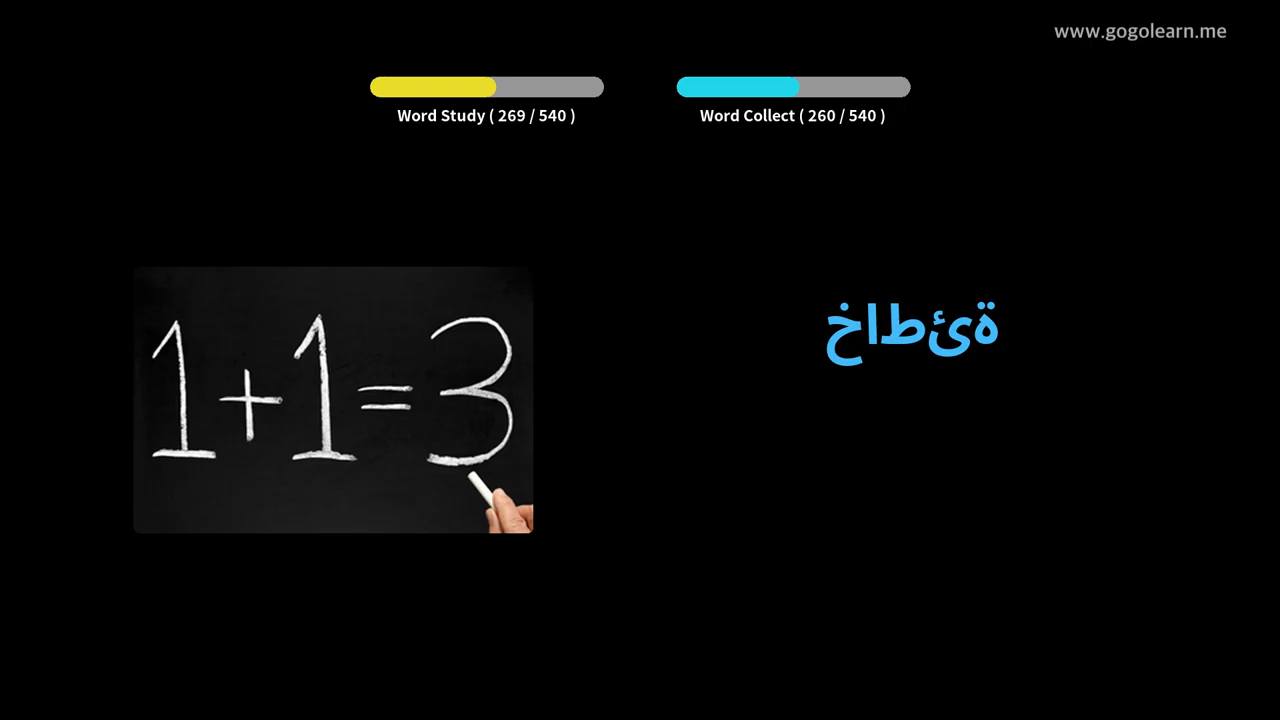 www.gogolearn.me
Word Study ( 269 / 540 )
Word Collect ( 260 / 540 )
1+1=3
خاطئة